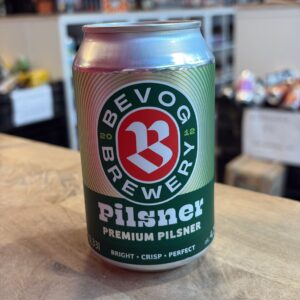 BEVOG
20 12
B
BREWERY
Pilsner
PREMIUM PILSNER
BRIGHT • CRISP • PERFECT